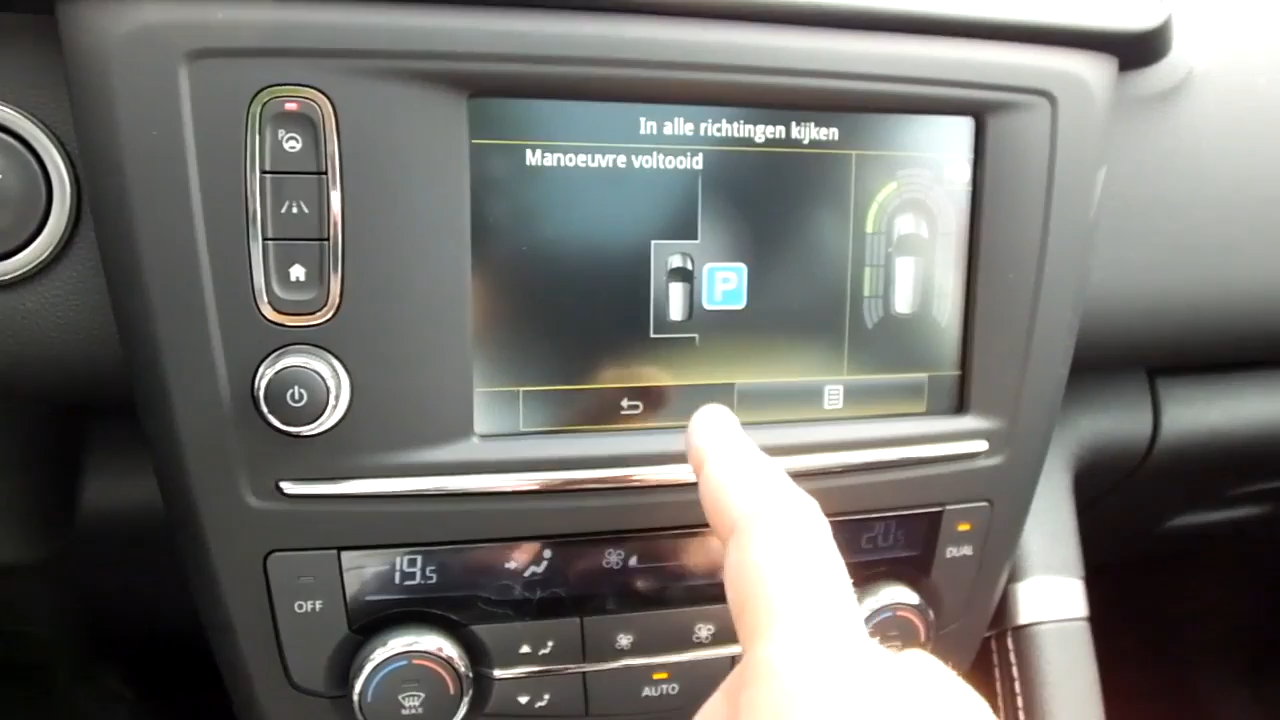 In alle richtingen kijken
Manoeuvre voltooid
P
P
19.5
20.5
DUAL
OFF
AUTO
MAX